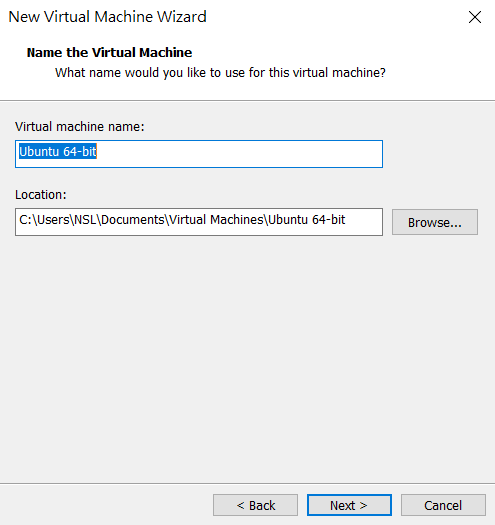 New Virtual Machine Wizard
Name the Virtual Machine
What name would you like to use for this virtual machine?
Virtual machine name:
Ubuntu 64-bit
Location:
C:\Users\NSL\Documents\Virtual Machines\Ubuntu 64-bit
Browse...
< Back
Next >
Cancel